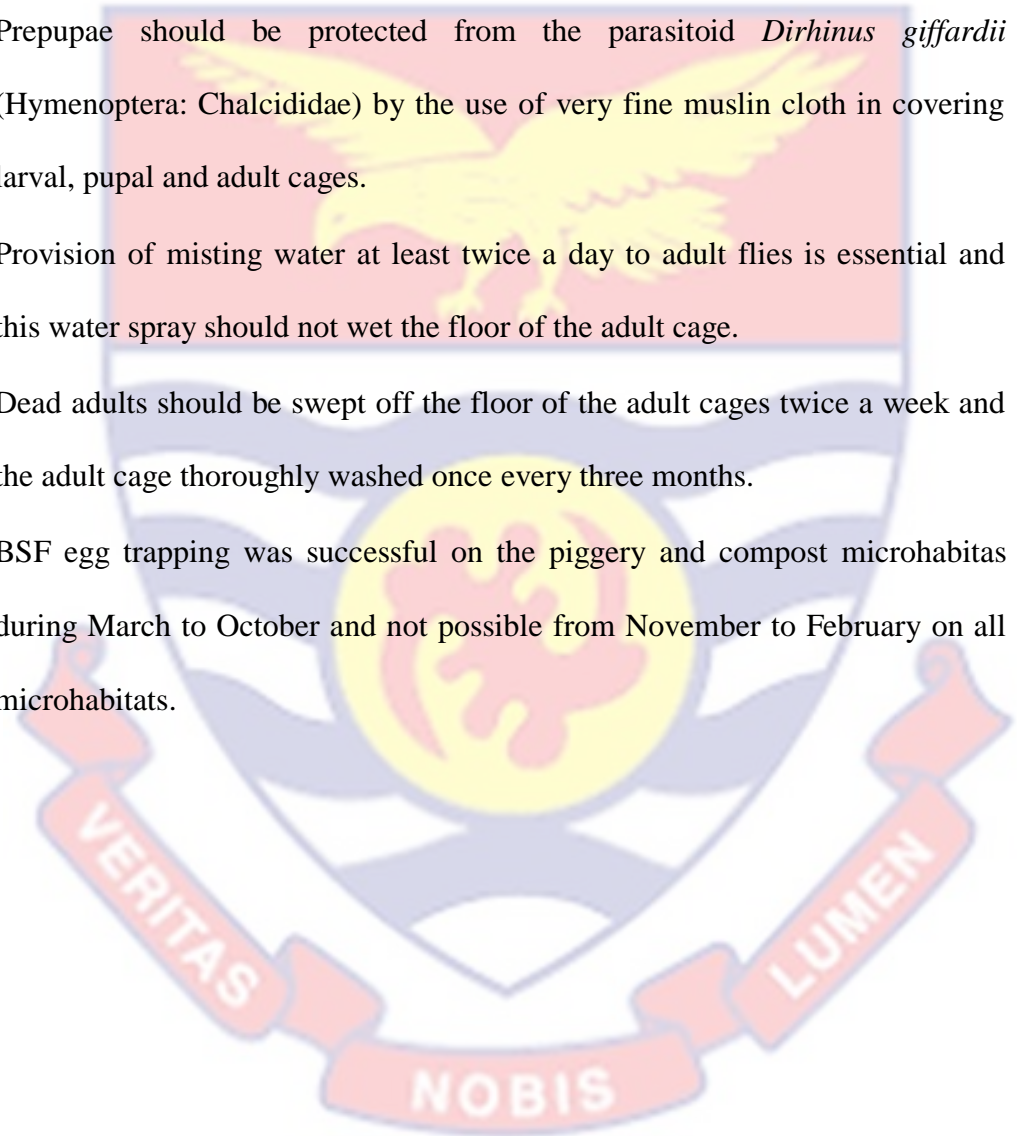 Prepupae should be protected from the parasitoid Dirhinus giffardii
(Hymenoptera: Chalcididae) by the use of very fine muslin cloth in covering
larval, pupal and adult cages.
Provision of misting water at least twice a day to adult flies is essential and
this water spray should not wet the floor of the adult cage.
Dead adults should be swept off the floor of the adult cages twice a week and
the adult cage thoroughly washed once every three months.
BSF egg trapping was successful on the piggery and compost microhabitas
during March to October and not possible from November to February on all
microhabitats.
VERITAS
NOBIS
LUMEN